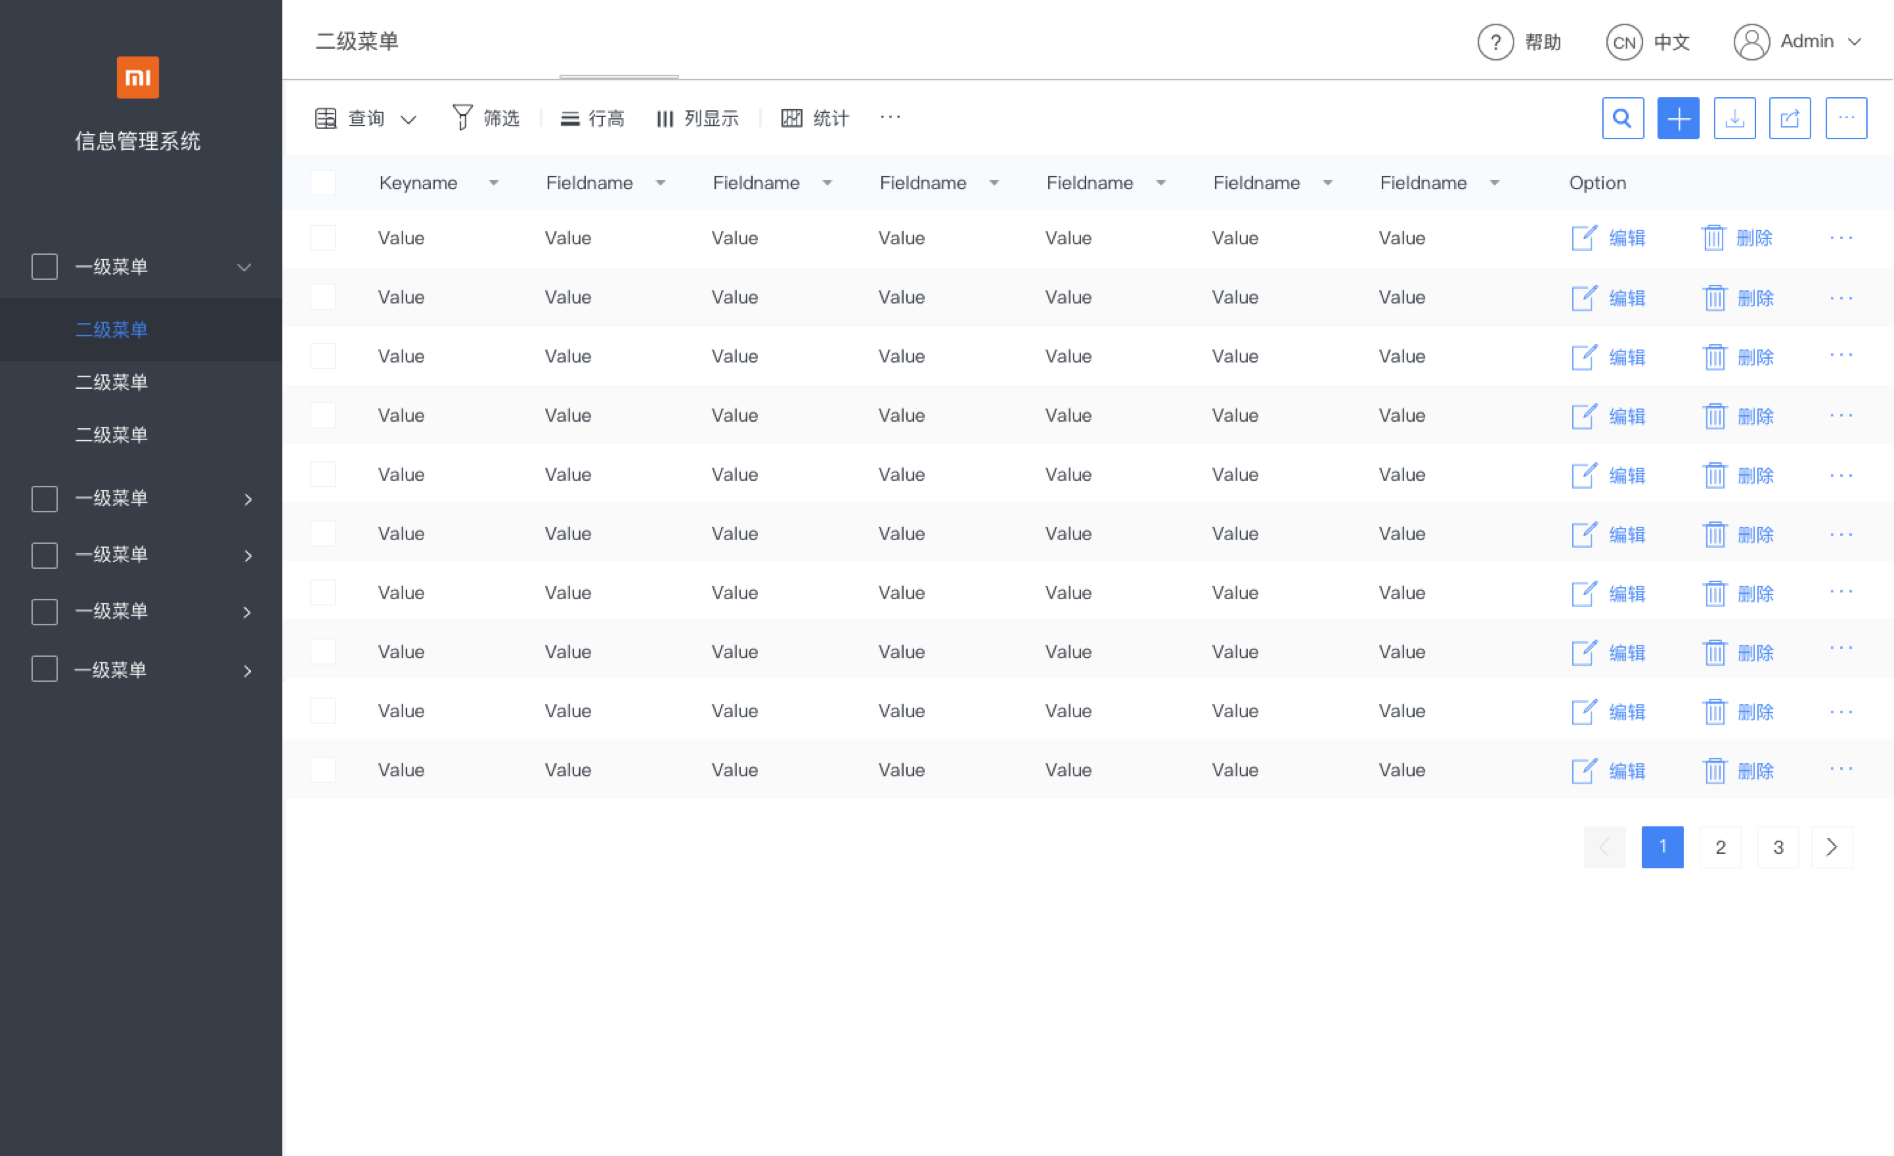 二级菜单
? 帮助 CN 中文 Admin
mi
信息管理系统
查询 筛选 行高 列显示 统计 ···
···
一级菜单
二级菜单
二级菜单
二级菜单
一级菜单
一级菜单
一级菜单
一级菜单
Keyname Fieldname Fieldname Fieldname Fieldname Fieldname Fieldname Option
Value Value Value Value Value Value Value 编辑 删除 ···
Value Value Value Value Value Value Value 编辑 删除 ···
Value Value Value Value Value Value Value 编辑 删除 ···
Value Value Value Value Value Value Value 编辑 删除 ···
Value Value Value Value Value Value Value 编辑 删除 ···
Value Value Value Value Value Value Value 编辑 删除 ···
Value Value Value Value Value Value Value 编辑 删除 ···
Value Value Value Value Value Value Value 编辑 删除 ···
Value Value Value Value Value Value Value 编辑 删除 ···
Value Value Value Value Value Value Value 编辑 删除 ···
1 2 3